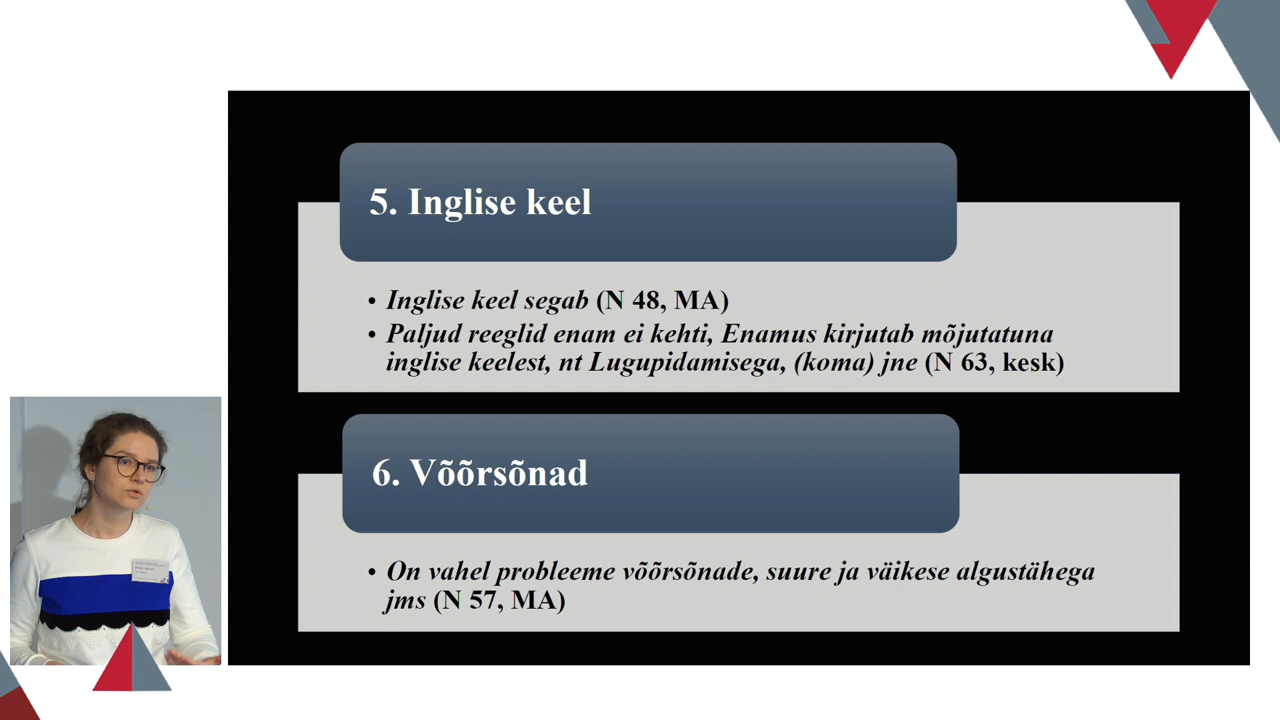 5. Inglise keel
• Inglise keel segab (N 48, MA)
• Paljud reeglid enam ei kehti, Enamus kirjutab mõjutatuna
inglise keelest, nt Lugupidamisega, (koma) jne (N 63, kesk)
6. Võõrsõnad
• On vahel probleeme võõrsõnade, suure ja väikese algustähega
jms (N 57, MA)